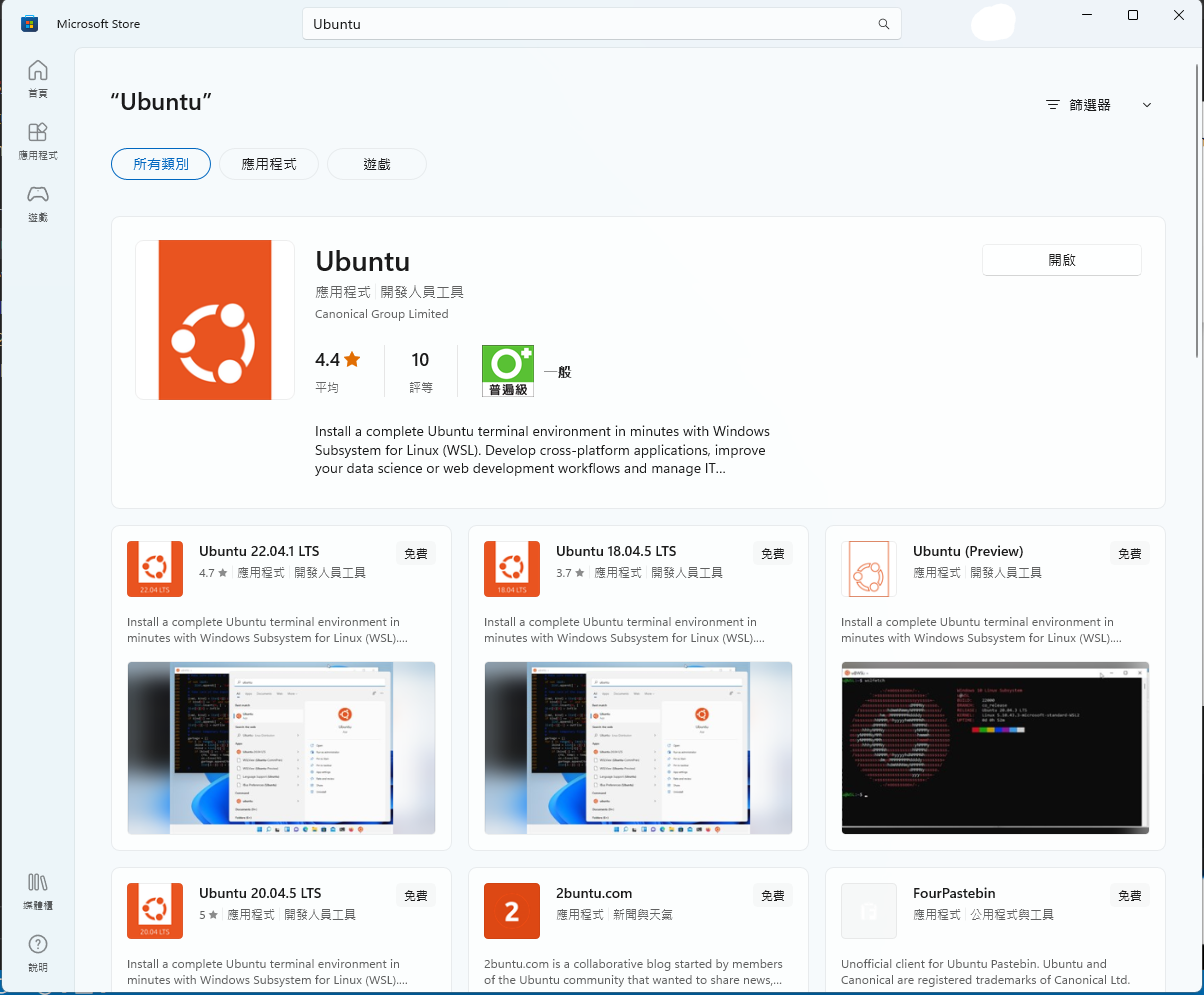 Microsoft Store
Ubuntu
首頁
應用程式
遊戲
“Ubuntu”
篩選器
所有類別
應用程式
遊戲
Ubuntu
應用程式 開發人員工具
Canonical Group Limited
4.4
平均
10
評等
普遍級
一般
開啟
Install a complete Ubuntu terminal environment in minutes with Windows
Subsystem for Linux (WSL). Develop cross-platform applications, improve
your data science or web development workflows and manage IT...
22.04 LTS
Ubuntu 22.04.1 LTS
4.7 ★ 應用程式 開發人員工具
免費
Install a complete Ubuntu terminal environment in
minutes with Windows Subsystem for Linux (WSL)....
18.04 LTS
Ubuntu 18.04.5 LTS
3.7 ★ 應用程式 開發人員工具
免費
Install a complete Ubuntu terminal environment in
minutes with Windows Subsystem for Linux (WSL)....
Ubuntu (Preview)
應用程式 開發人員工具
免費
Install a complete Ubuntu terminal environment in
minutes with Windows Subsystem for Linux (WSL)....
20.04 LTS
Ubuntu 20.04.5 LTS
5 ★ 應用程式 開發人員工具
免費
Install a complete Ubuntu terminal environment in
minutes with Windows Subsystem for Linux (WSL)....
2
2buntu.com
應用程式 新聞與天氣
免費
2buntu.com is a collaborative blog started by members
of the Ubuntu community that wanted to share news,...
FourPastebin
應用程式 公用程式與工具
免費
Unofficial client for Ubuntu Pastebin. Ubuntu and
Canonical are registered trademarks of Canonical Ltd.
媒體櫃
說明